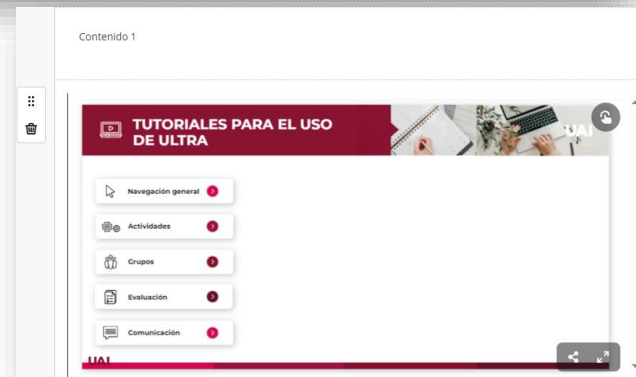 Contenido 1
TUTORIALES PARA EL USO
DE ULTRA
UAI
Navegación general
Actividades
Grupos
Evaluación
Comunicación
UAI